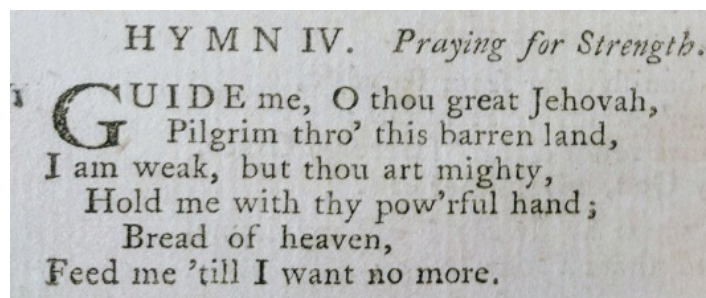 HYMN IV. Praying for Strength.
1 GUIDE me, O thou great Jehovah,
Pilgrim thro' this barren land,
I am weak, but thou art mighty,
Hold me with thy pow'rful hand;
Bread of heaven,
Feed me 'till I want no more.